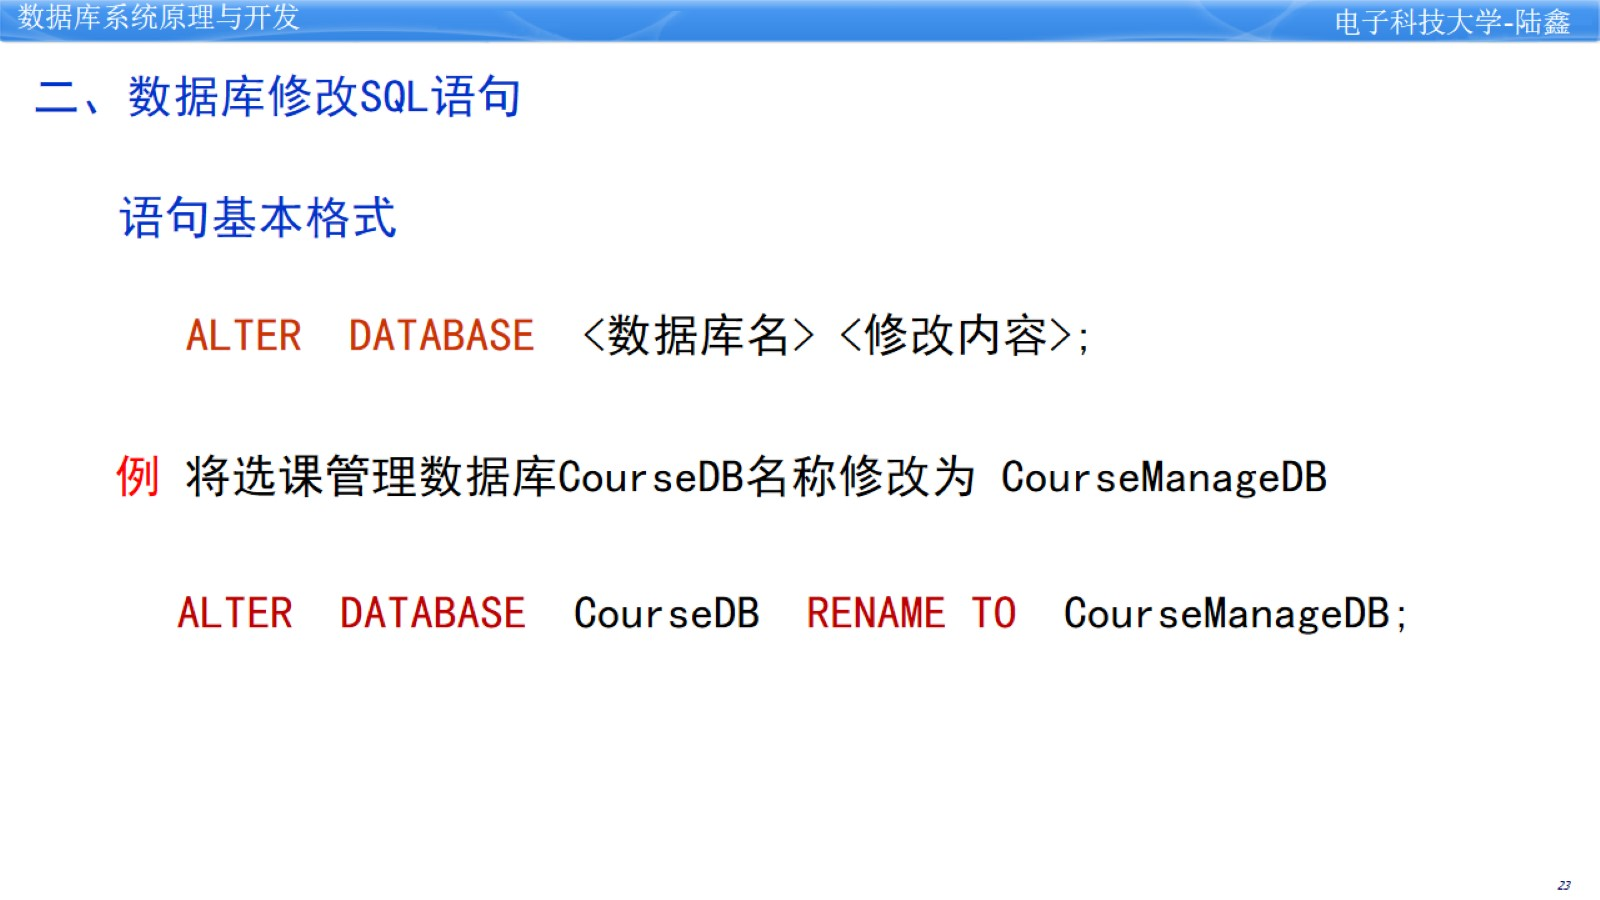 数据库系统原理与开发
电子科技大学-陆鑫
二、数据库修改SQL语句
语句基本格式
ALTER DATABASE <数据库名> <修改内容>;
例 将选课管理数据库CourseDB名称修改为 CourseManageDB
ALTER DATABASE CourseDB RENAME TO CourseManageDB;
23